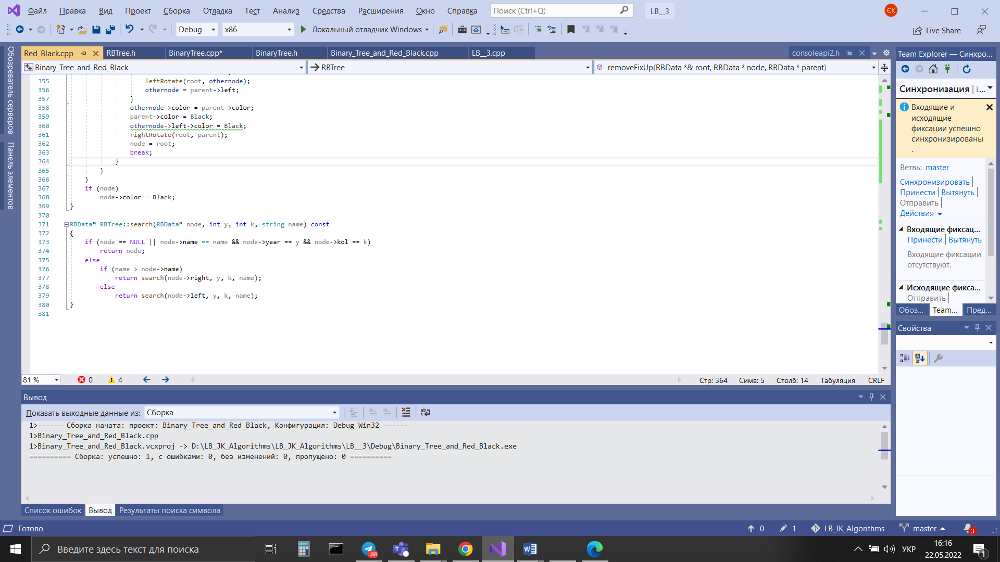 Файл Правка Вид Проект Сборка Отладка Тест Анализ Средства Расширения Окно Справка Поиск (Ctrl+Q) LB__3 ЄК
Debug x86 Локальный отладчик Windows Live Share
Обозреватель серверов
Панель элементов
Red_Black.cpp RBTree.h BinaryTree.cpp* BinaryTree.h Binary_Tree_and_Red_Black.cpp LB__3.cpp consoleapi2.h
Binary_Tree_and_Red_Black RBTree removeFixUp(RBData *& root, RBData * node, RBData * parent)
355 leftRotate(root, othernode);
356 othernode = parent->left;
357 }
358 othernode->color = parent->color;
359 parent->color = Black;
360 othernode->left->color = Black;
361 rightRotate(root, parent);
362 node = root;
363 break;
364 }
365 }
366 }
367 if (node)
368 node->color = Black;
369 }
370
371 RBData* RBTree::search(RBData* node, int y, int k, string name) const
372 {
373 if (node == NULL || node->name == name && node->year == y && node->kol == k)
374 return node;
375 else
376 if (name > node->name)
377 return search(node->right, y, k, name);
378 else
379 return search(node->left, y, k, name);
380 }
381
81 % 0 4 Стр: 364 Симв: 5 Столб: 14 Табуляция CRLF
Вывод
Показать выходные данные из: Сборка
1>------ Сборка начата: проект: Binary_Tree_and_Red_Black, Конфигурация: Debug Win32 ------
1>Binary_Tree_and_Red_Black.cpp
1>Binary_Tree_and_Red_Black.vcxproj -> D:\LB_JK_Algorithms\LB_JK_Algorithms\LB__3\Debug\Binary_Tree_and_Red_Black.exe
========== Сборка: успешно: 1, с ошибками: 0, без изменений: 0, пропущено: 0 ==========
Список ошибок Вывод Результаты поиска символа
Team Explorer — Синхро...
Синхронизация | L...
Входящие и
исходящие
фиксации успешно
синхронизированы
.
Ветвь: master
Синхронизировать |
Принести | Вытянуть |
Отправить |
Действия
Входящие фиксац...
Принести | Вытянуть
Входящие фиксации
отсутствуют.
Исходящие фикса...
Отправить |
Обоз... Team... Пред...
Свойства
Готово 0 1 LB_JK_Algorithms master 3
Введите здесь текст для поиска ..88 УКР 16:16
22.05.2022 1